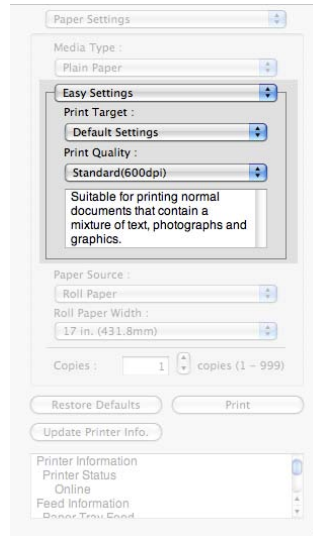 Paper Settings
Media Type :
Plain Paper
Easy Settings
Print Target :
Default Settings
Print Quality :
Standard(600dpi)
Suitable for printing normal
documents that contain a
mixture of text, photographs and
graphics.
Paper Source :
Roll Paper
Roll Paper Width :
17 in. (431.8mm)
Copies : 1 copies (1 – 999)
Restore Defaults Print
Update Printer Info.
Printer Information
Printer Status
Online
Feed Information
Paper Tray Feed